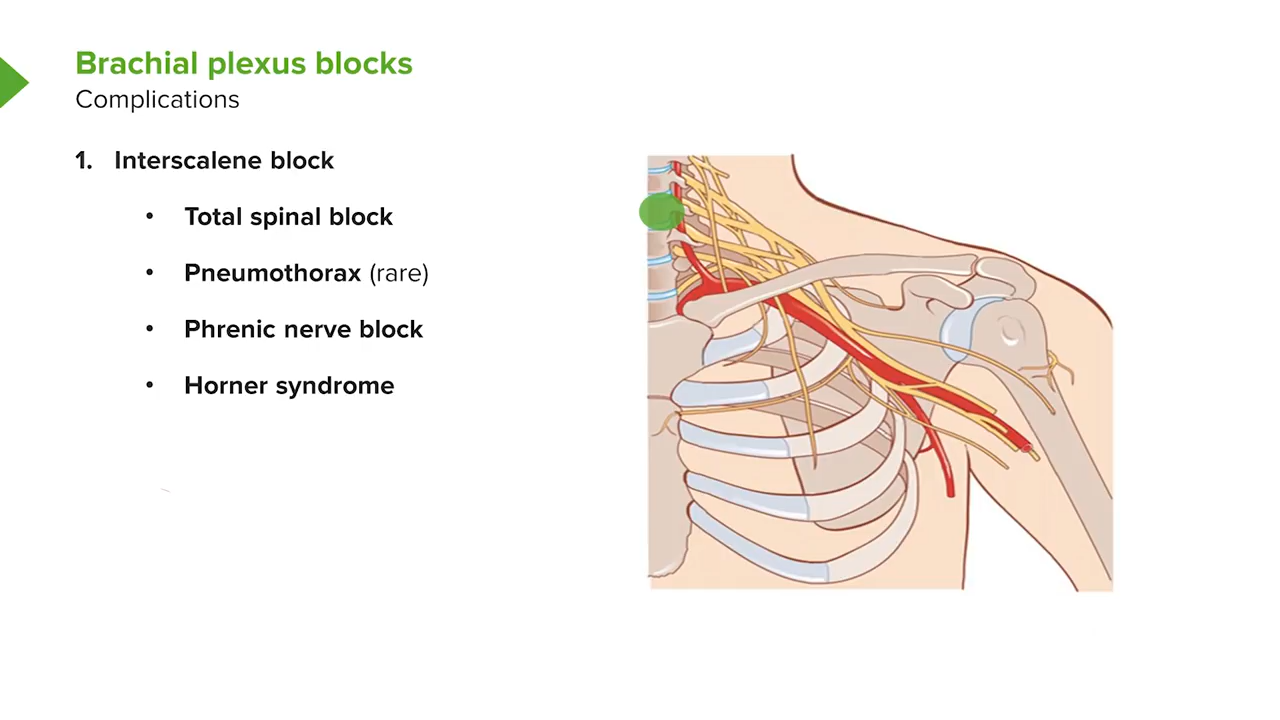 Brachial plexus blocks
Complications
1. Interscalene block
• Total spinal block
• Pneumothorax (rare)
• Phrenic nerve block
• Horner syndrome